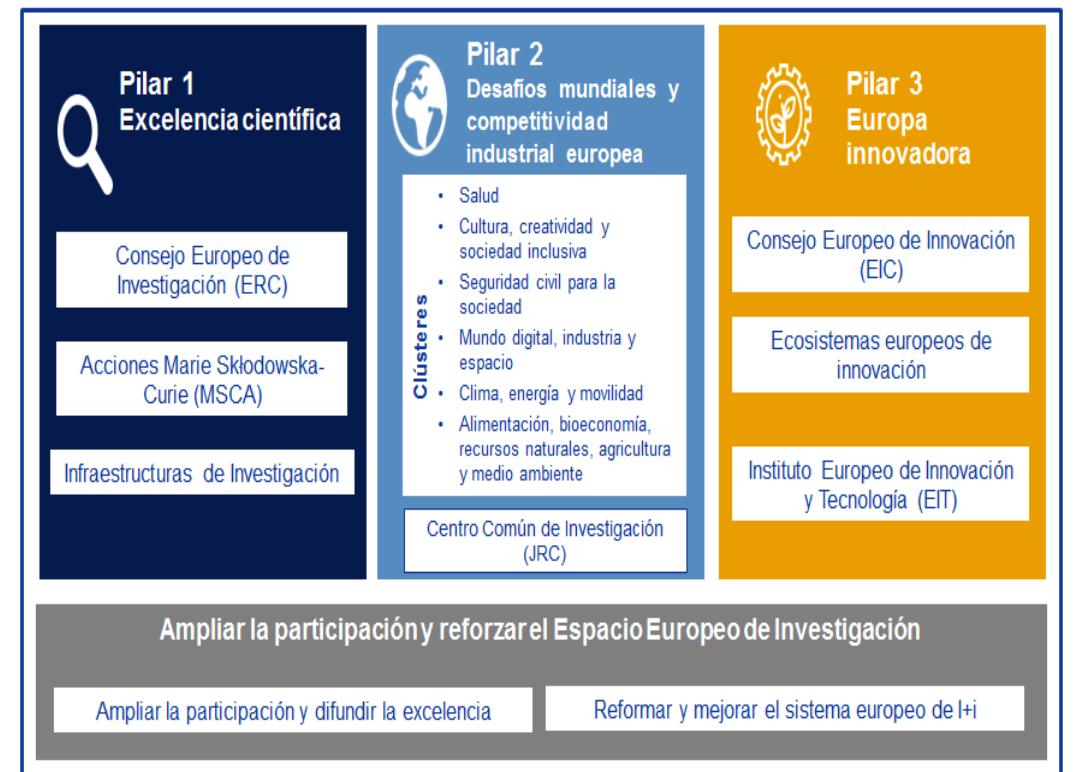 Pilar 1
Excelencia científica
Consejo Europeo de
Investigación (ERC)
Acciones Marie Skłodowska-
Curie (MSCA)
Infraestructuras de Investigación
Pilar 2
Desafíos mundiales y
competitividad
industrial europea
Clústeres
• Salud
• Cultura, creatividad y
sociedad inclusiva
• Seguridad civil para la
sociedad
• Mundo digital, industria y
espacio
• Clima, energía y movilidad
• Alimentación, bioeconomía,
recursos naturales, agricultura
y medio ambiente
Centro Común de Investigación
(JRC)
Pilar 3
Europa
innovadora
Consejo Europeo de Innovación
(EIC)
Ecosistemas europeos de
innovación
Instituto Europeo de Innovación
y Tecnología (EIT)
Ampliar la participación y reforzar el Espacio Europeo de Investigación
Ampliar la participación y difundir la excelencia
Reformar y mejorar el sistema europeo de I+i